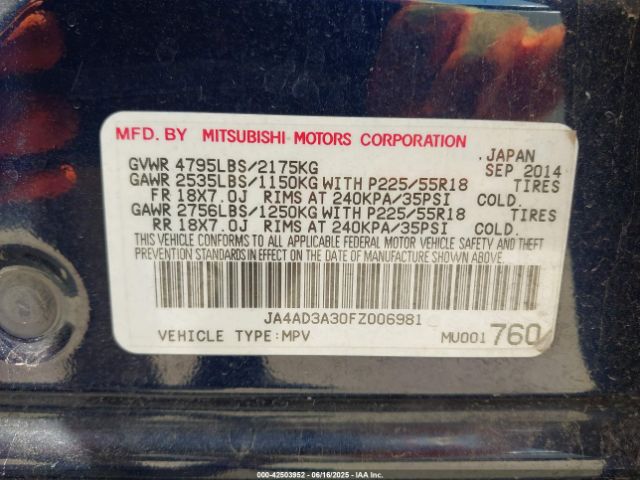 MFD. BY MITSUBISHI MOTORS CORPORATION
GVWR 4795LBS/2175KG JAPAN
SEP 2014
GAWR 2535LBS/1150KG WITH P225/55R18 TIRES
FR 18X7.0J RIMS AT 240KPA/35PSI COLD.
GAWR 2756LBS/1250KG WITH P225/55R18 TIRES
RR 18X7.0J RIMS AT 240KPA/35PSI COLD.
THIS VEHICLE CONFORMS TO ALL APPLICABLE FEDERAL MOTOR VEHICLE SAFETY AND THEFT
PREVENTION STANDARDS IN EFFECT ON THE DATE OF MANUFACTURE SHOWN ABOVE.
JA4AD3A30FZ006981
VEHICLE TYPE:MPV MU001 760
000-42503952 - 06/16/2025 - IAAI.CA